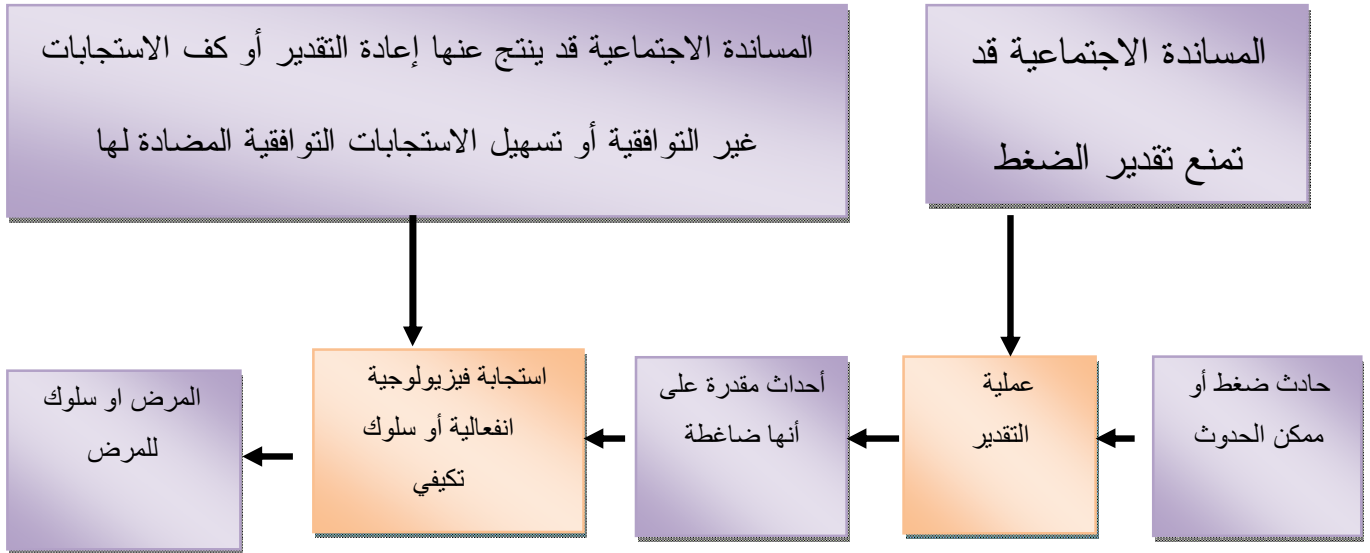 المساندة الاجتماعية قد
تمنع تقدير الضغط
المساندة الاجتماعية قد ينتج عنها إعادة التقدير أو كف الاستجابات
غير التوافقية أو تسهيل الاستجابات التوافقية المضادة لها
حادث ضغط أو
ممكن الحدوث
عملية
التقدير
أحداث مقدرة على
أنها ضاغطة
استجابة فيزيولوجية
انفعالية أو سلوك
تكيفي
المرض او سلوك
للمرض